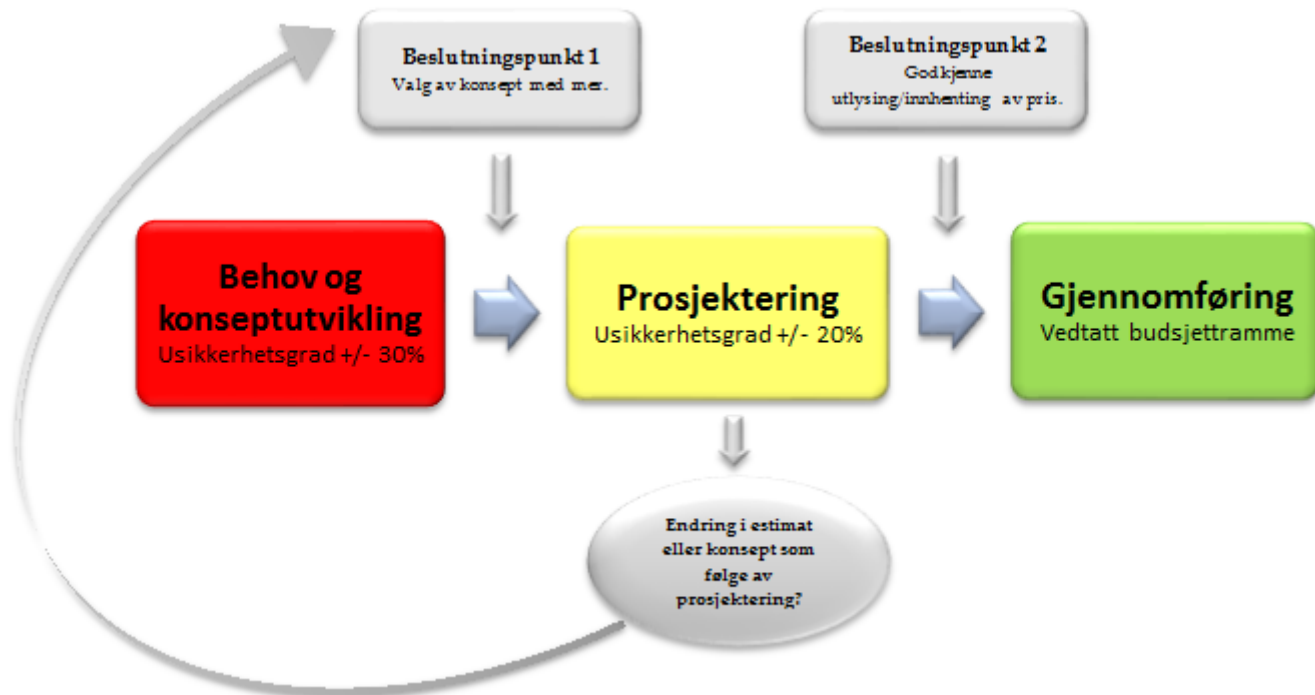 Beslutningspunkt 1
Valg av konsept med mer.
Beslutningspunkt 2
Godkjenne
utlysing/innhenting av pris.
Behov og
konseptutvikling
Usikkerhetsgrad +/- 30%
Prosjektering
Usikkerhetsgrad +/- 20%
Gjennomføring
Vedtatt budsjettramme
Endring i estimat
eller konsept som
følge av
prosjektering?